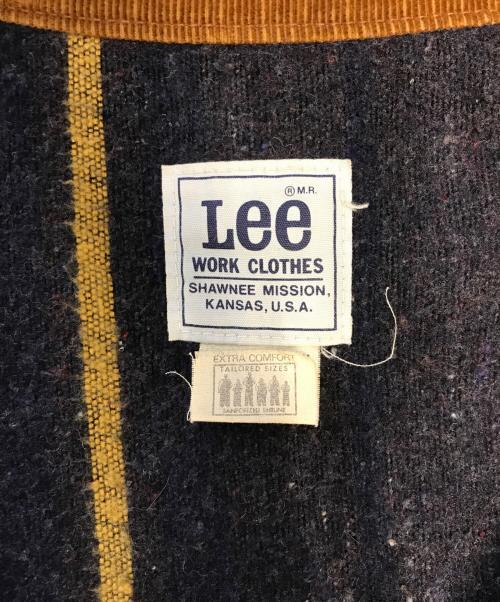 ® M.R.
Lee
WORK CLOTHES
SHAWNEE MISSION,
KANSAS, U.S.A.
EXTRA COMFORT
TAILORED SIZES
SANFORIZED SHRUNK